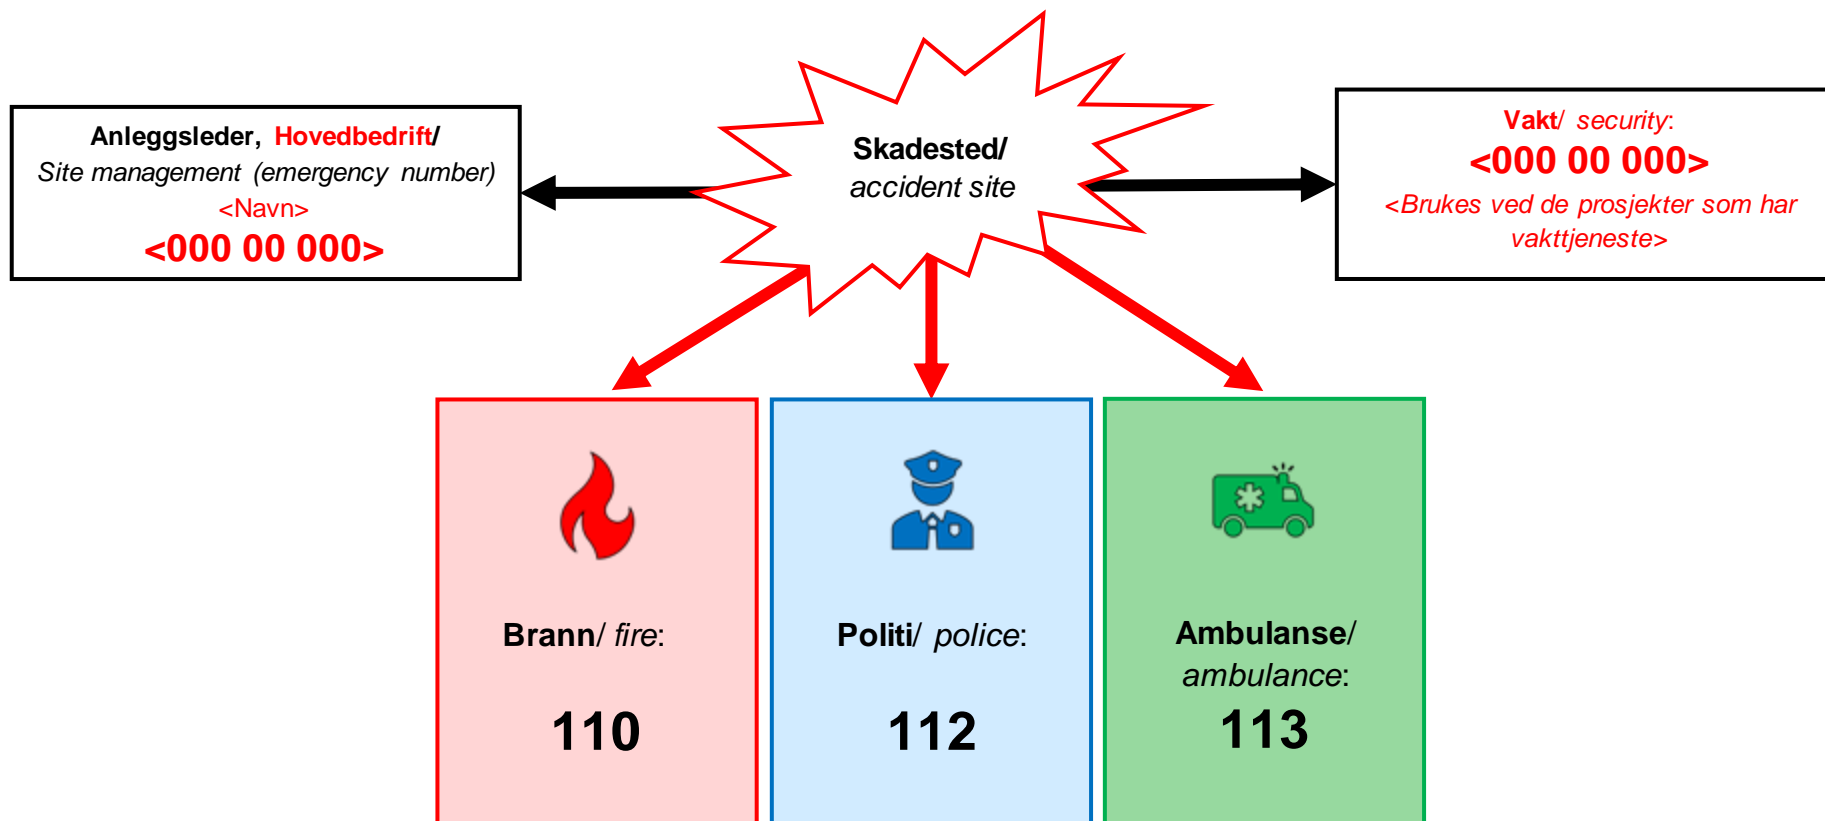 Anleggsleder, Hovedbedrift/
Site management (emergency number)
<Navn>
<000 00 000>
Skadested/
accident site
Vakt/ security:
<000 00 000>
<Brukes ved de prosjekter som har
vakttjeneste>
Brann/ fire:
110
Politi/ police:
112
Ambulanse/
ambulance:
113